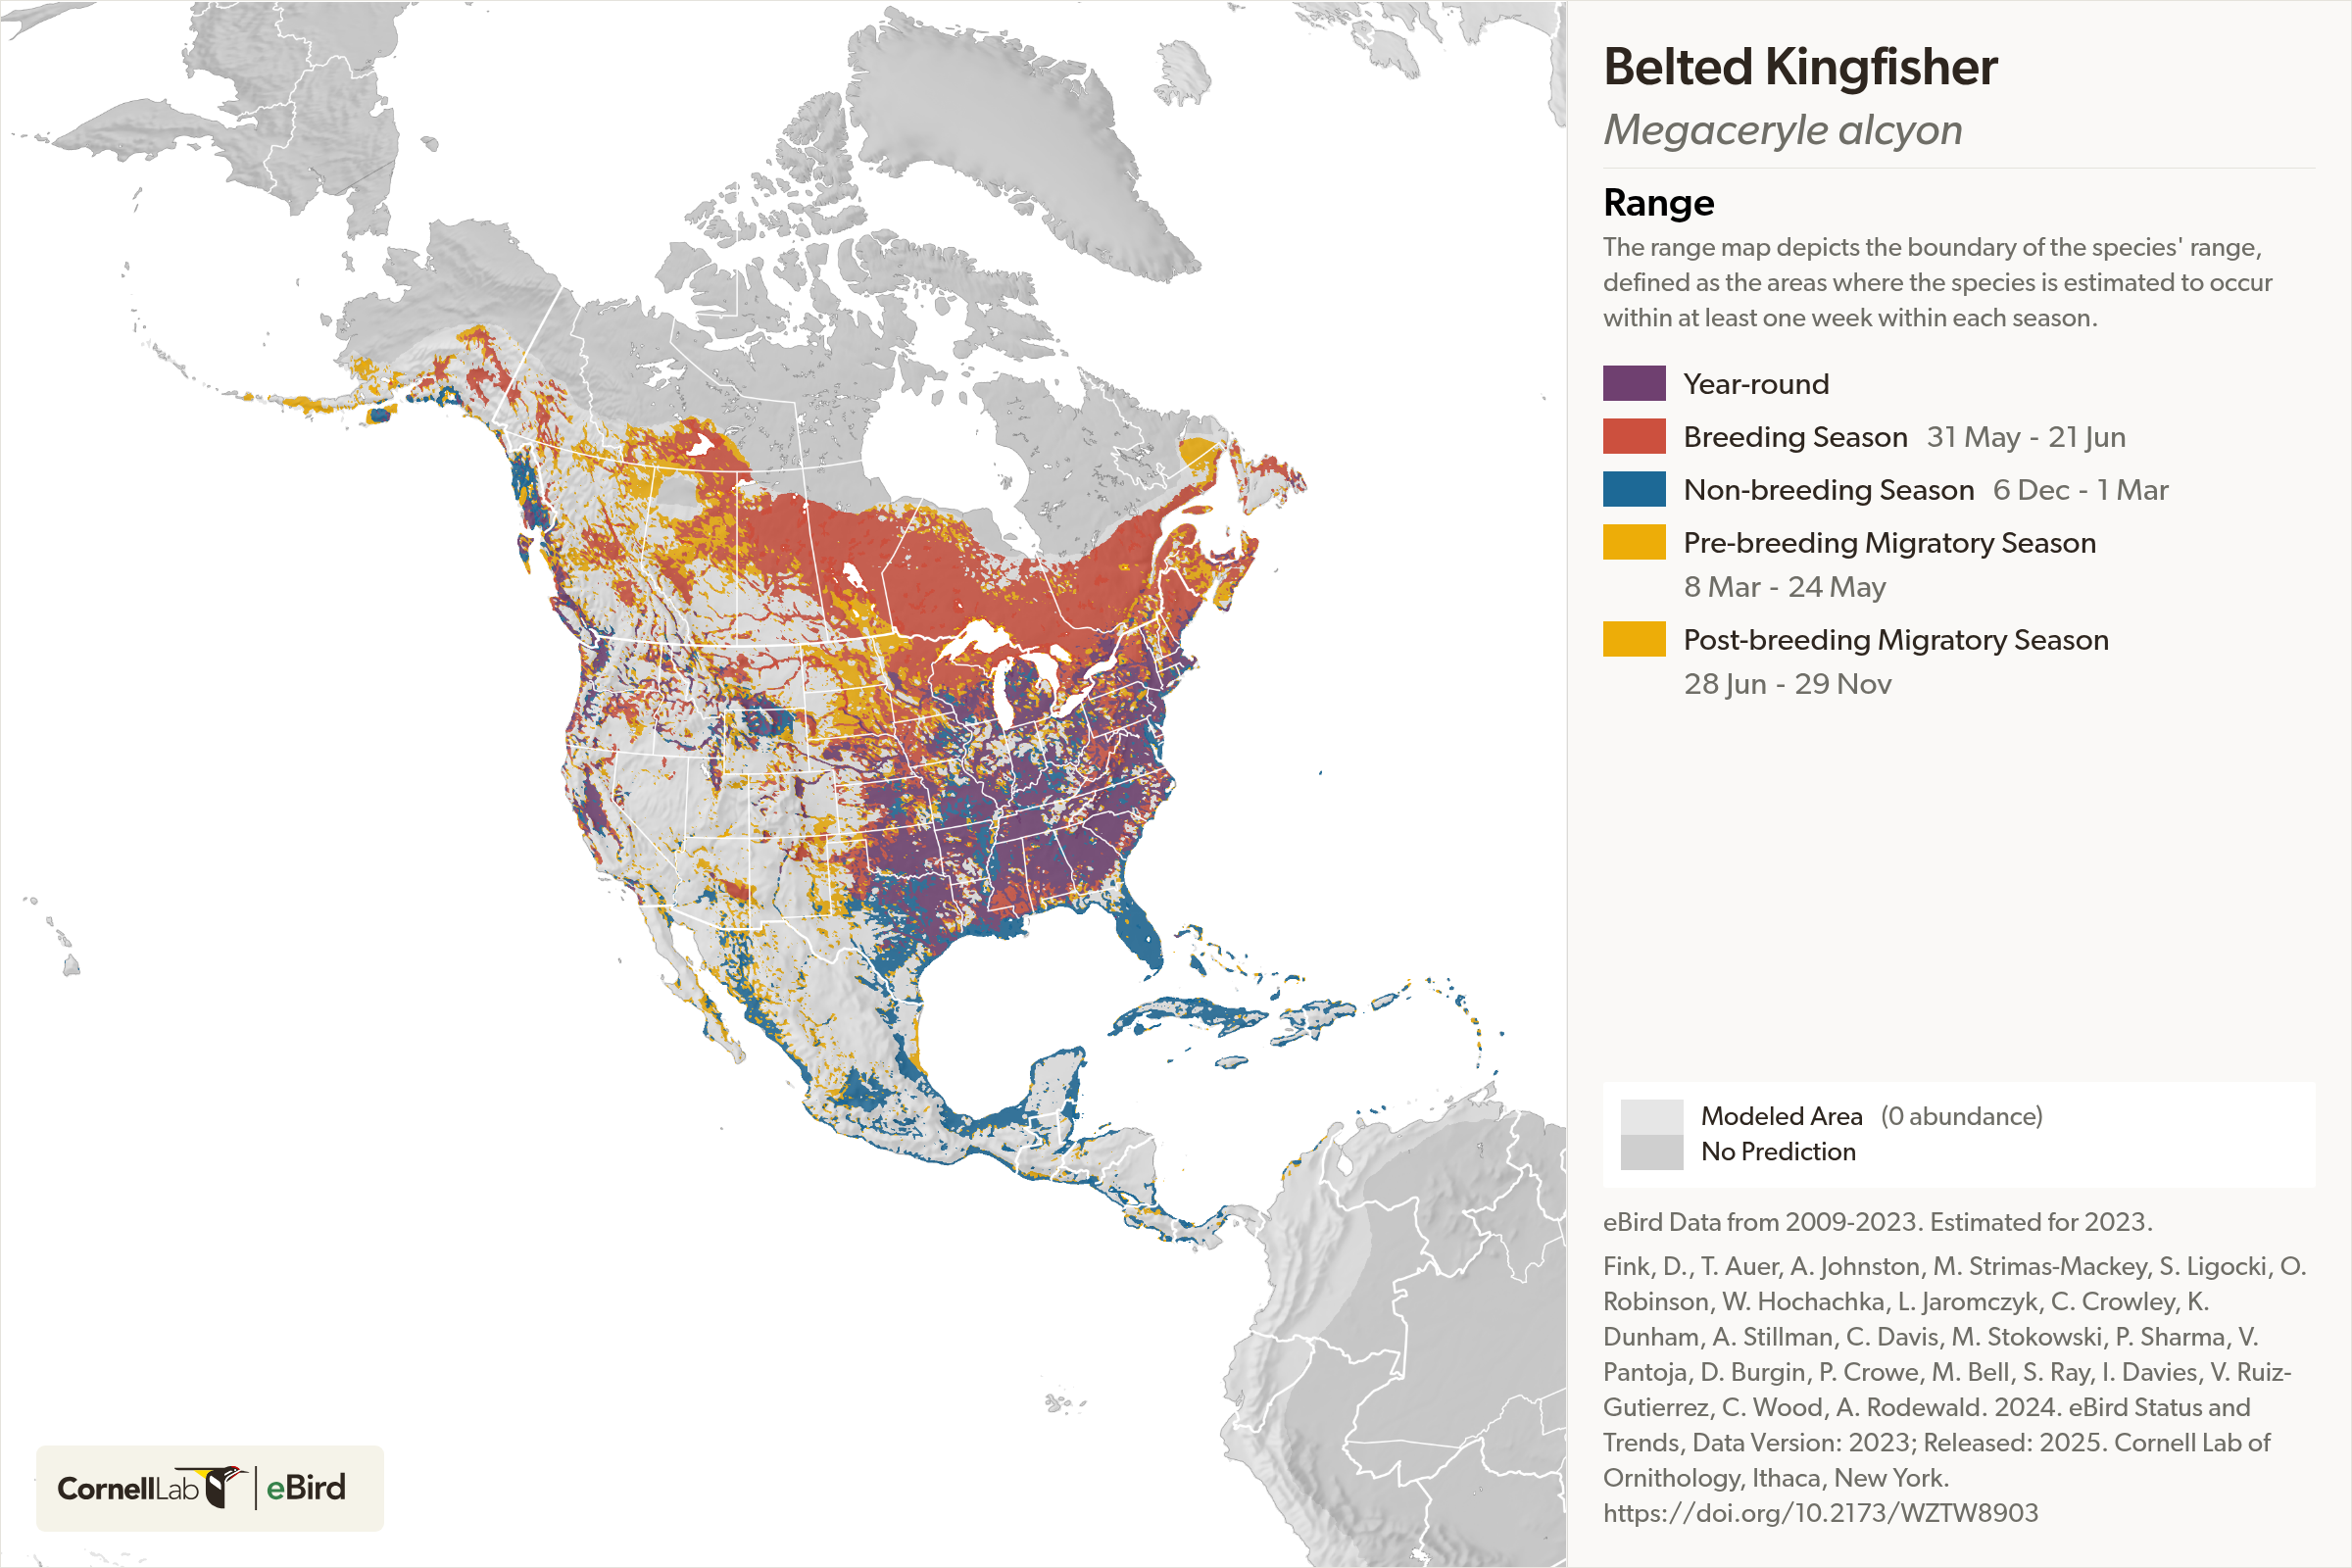 Belted Kingfisher
Megaceryle alcyon
Range
The range map depicts the boundary of the species' range,
defined as the areas where the species is estimated to occur
within at least one week within each season.
Year-round
Breeding Season 31 May - 21 Jun
Non-breeding Season 6 Dec - 1 Mar
Pre-breeding Migratory Season
8 Mar - 24 May
Post-breeding Migratory Season
28 Jun - 29 Nov
Modeled Area (0 abundance)
No Prediction
eBird Data from 2009-2023. Estimated for 2023.
Fink, D., T. Auer, A. Johnston, M. Strimas-Mackey, S. Ligocki, O.
Robinson, W. Hochachka, L. Jaromczyk, C. Crowley, K.
Dunham, A. Stillman, C. Davis, M. Stokowski, P. Sharma, V.
Pantoja, D. Burgin, P. Crowe, M. Bell, S. Ray, I. Davies, V. Ruiz-
Gutierrez, C. Wood, A. Rodewald. 2024. eBird Status and
Trends, Data Version: 2023; Released: 2025. Cornell Lab of
Ornithology, Ithaca, New York.
https://doi.org/10.2173/WZTW8903
CornellLab eBird